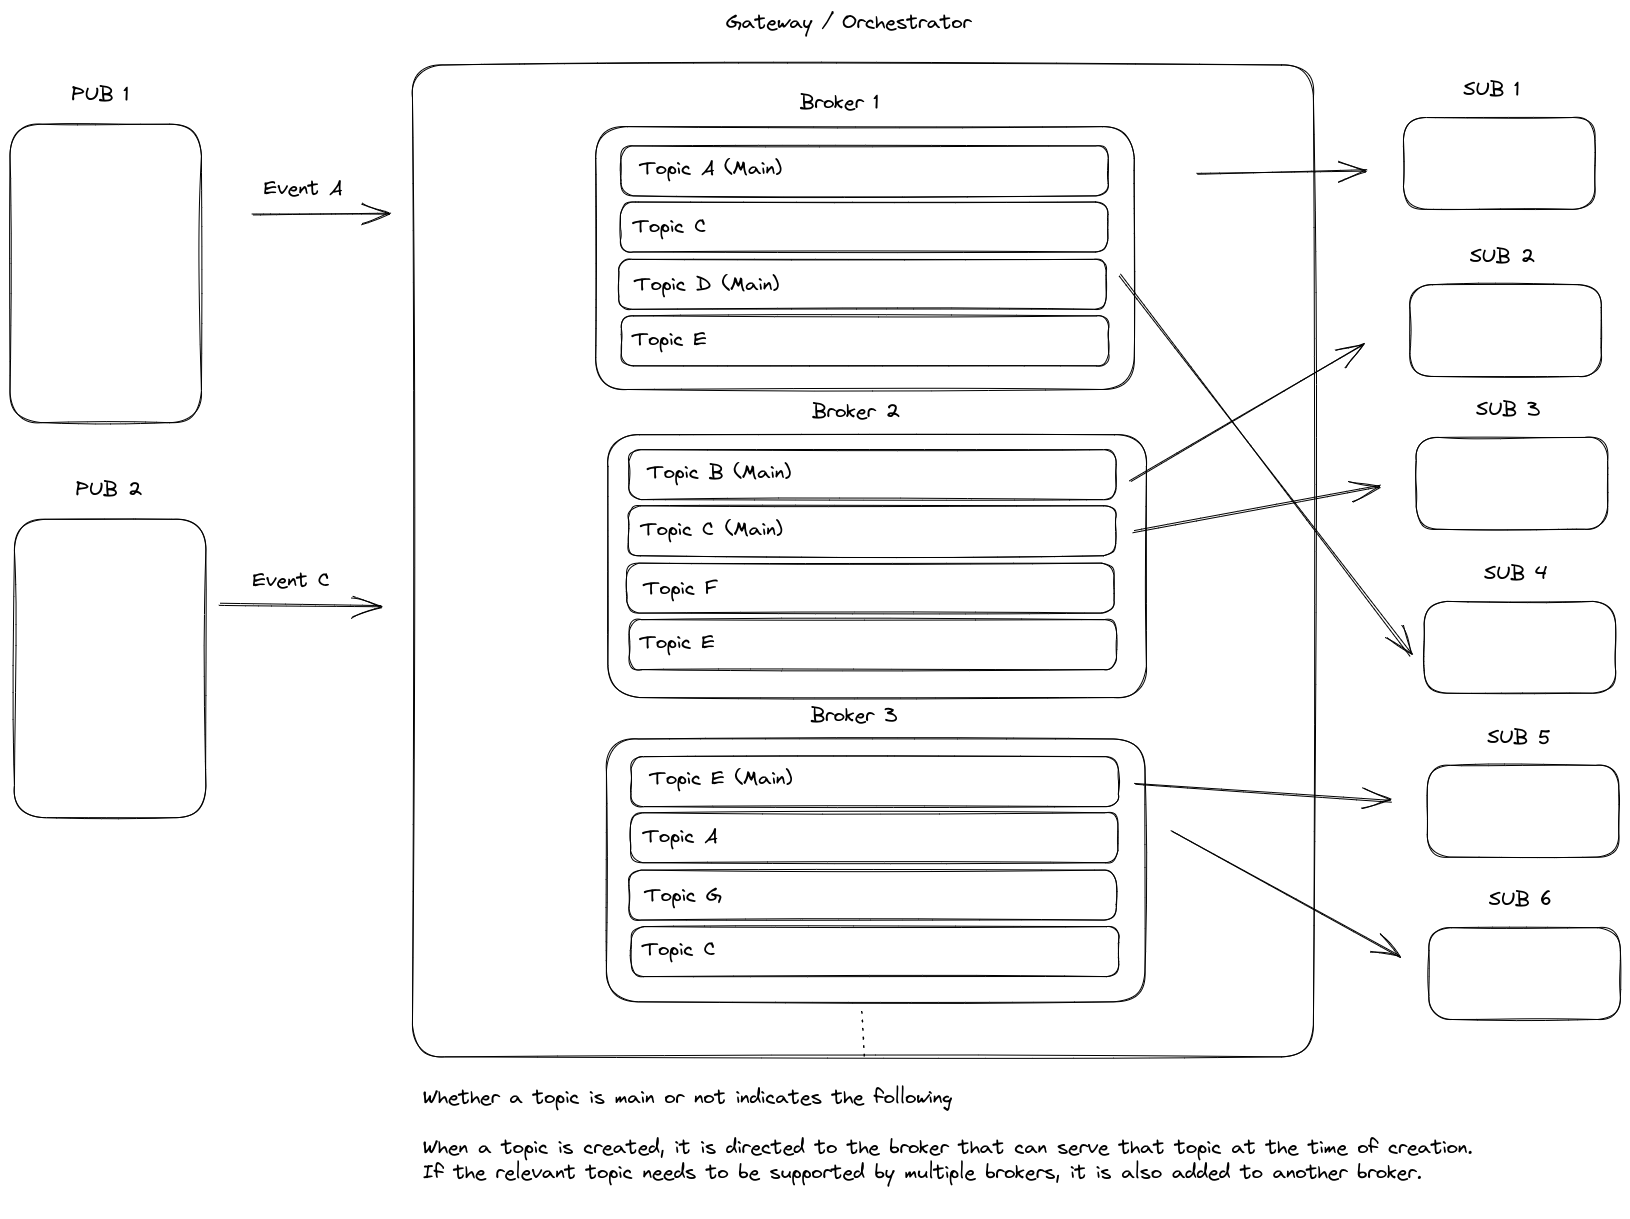 Gateway / Orchestrator
PUB 1
Event A
PUB 2
Event C
Broker 1
Topic A (Main)
Topic C
Topic D (Main)
Topic E
Broker 2
Topic B (Main)
Topic C (Main)
Topic F
Topic E
Broker 3
Topic E (Main)
Topic A
Topic G
Topic C
SUB 1
SUB 2
SUB 3
SUB 4
SUB 5
SUB 6
Whether a topic is main or not indicates the following
When a topic is created, it is directed to the broker that can serve that topic at the time of creation.
If the relevant topic needs to be supported by multiple brokers, it is also added to another broker.